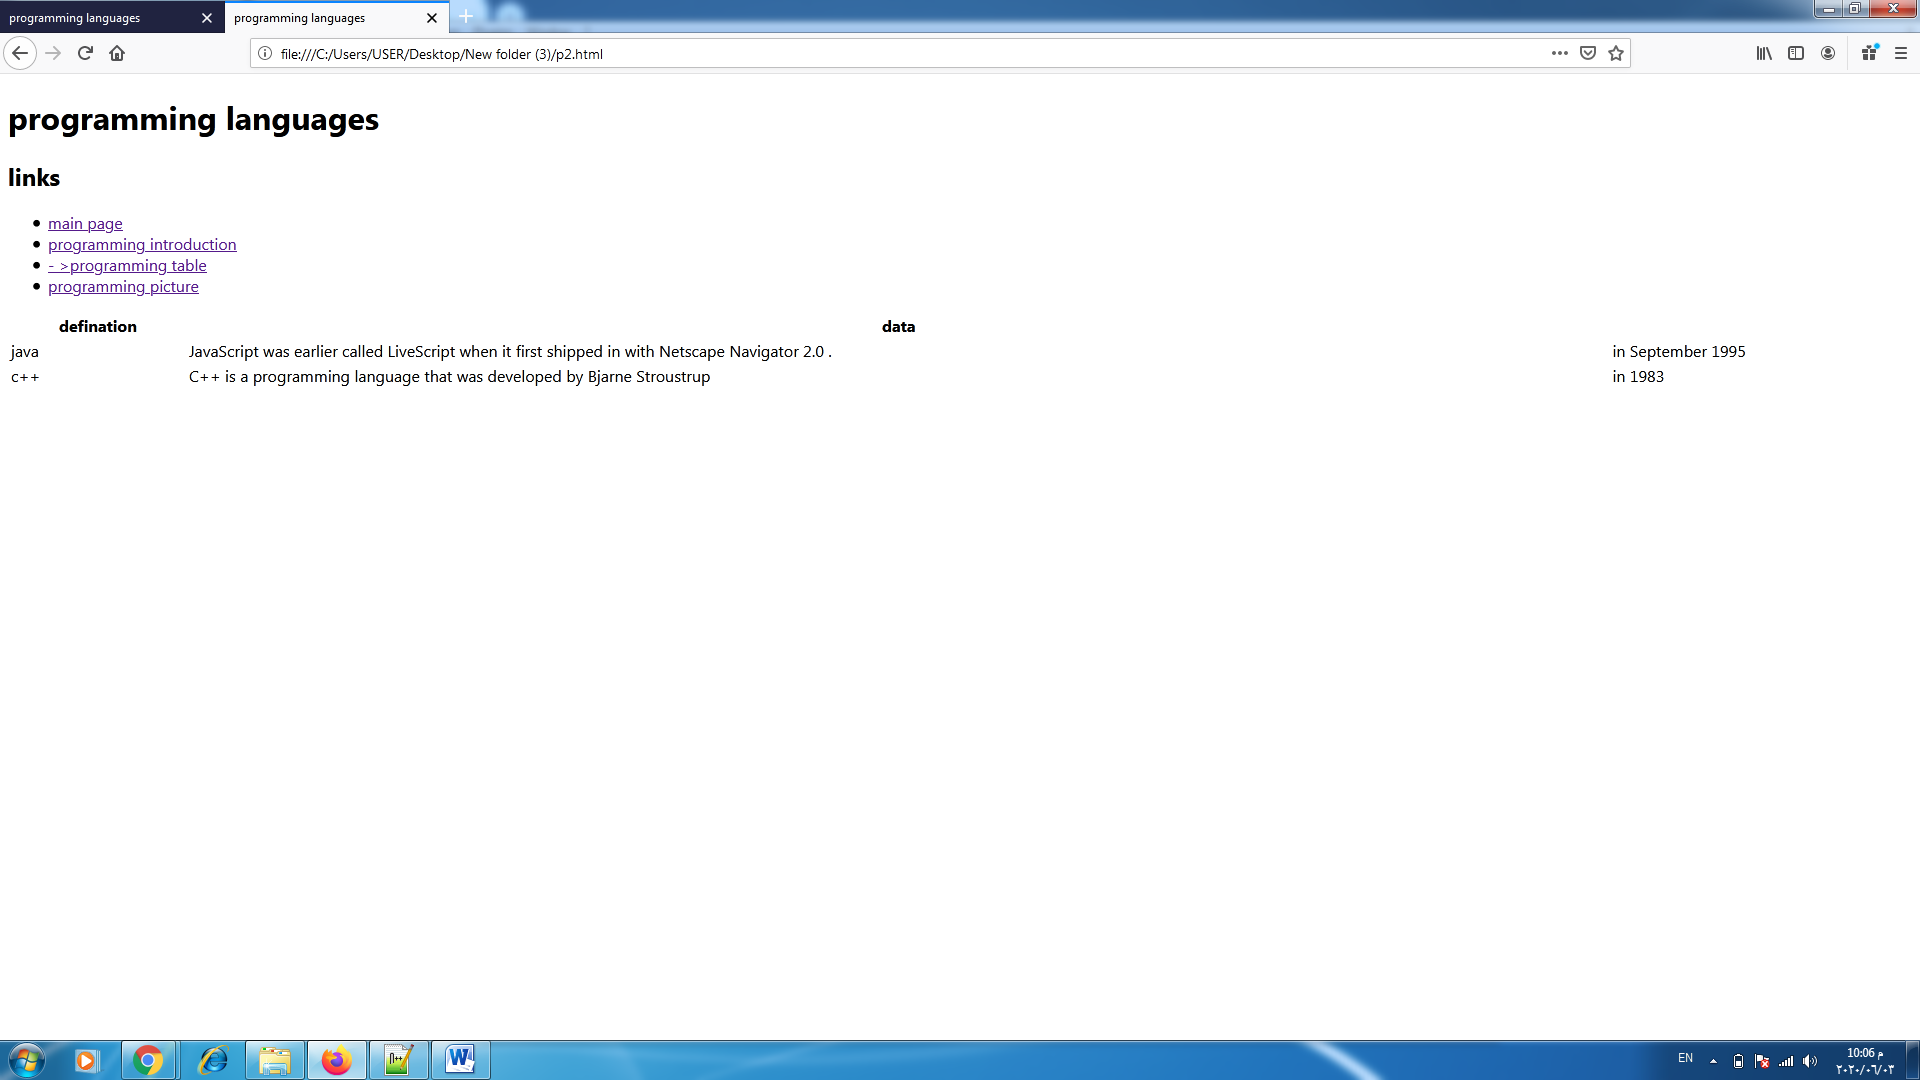 programming languages
programming languages
file:///C:/Users/USER/Desktop/New folder (3)/p2.html
programming languages
links
main page
programming introduction
- >programming table
programming picture
defination data
java JavaScript was earlier called LiveScript when it first shipped in with Netscape Navigator 2.0 . in September 1995
c++ C++ is a programming language that was developed by Bjarne Stroustrup in 1983
EN
10:06 م
٢٠٢٠/٠٦/٠٣